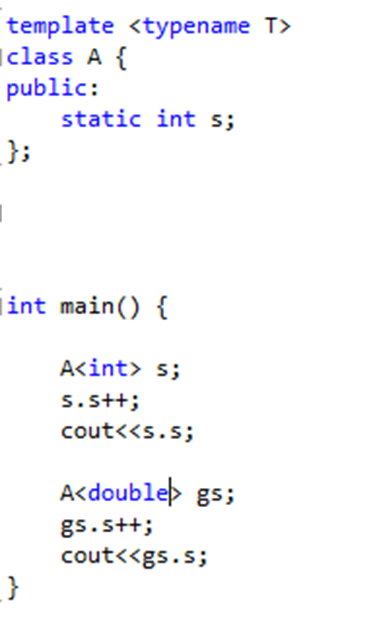 template <typename T>
class A {
public:
    static int s;
};
int main() {
    A<int> s;
    s.s++;
    cout<<s.s;
    A<double> gs;
    gs.s++;
    cout<<gs.s;
}